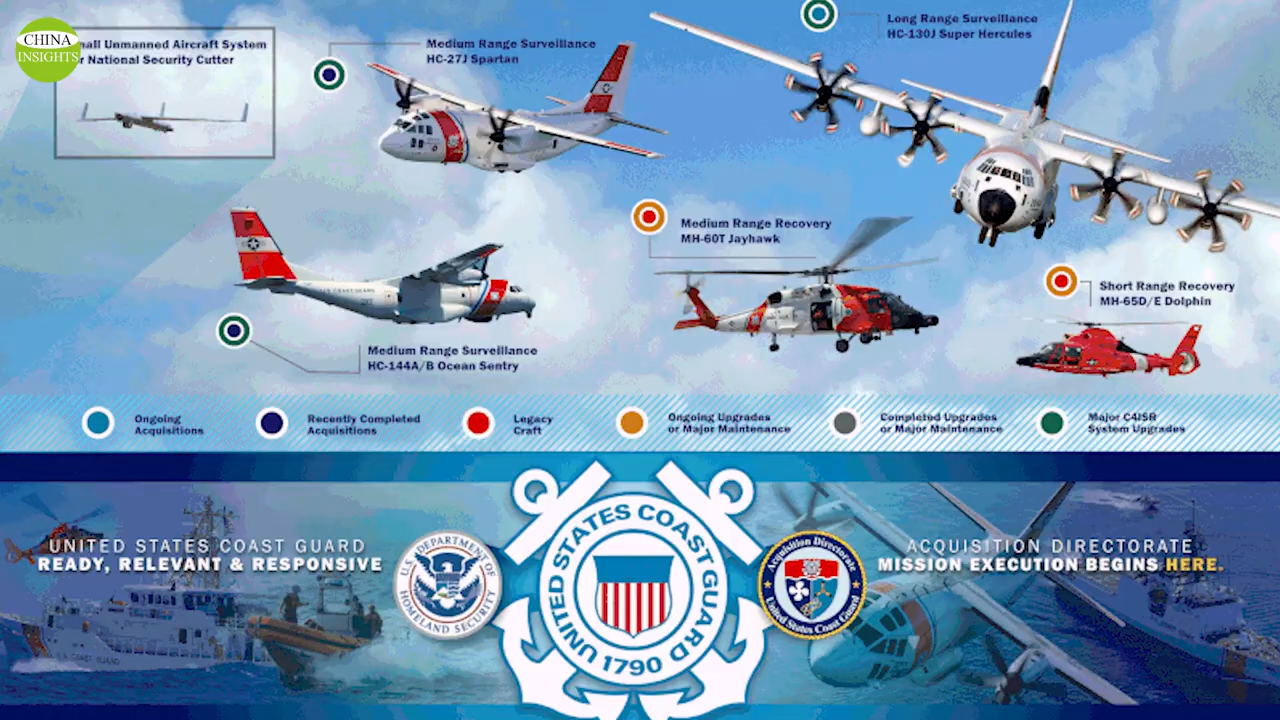 CHINA
INSIGHTS
Unmanned Aircraft System
National Security Cutter
Medium Range Surveillance
HC-27J Spartan
Long Range Surveillance
HC-130J Super Hercules
Medium Range Recovery
MH-60T Jayhawk
Short Range Recovery
MH-65D/E Dolphin
Medium Range Surveillance
HC-144A/B Ocean Sentry
Ongoing
Acquisitions
Recently Completed
Acquisitions
Legacy
Craft
Ongoing Upgrades
or Major Maintenance
Completed Upgrades
or Major Maintenance
Major C4ISR
System Upgrades
UNITED STATES COAST GUARD
READY, RELEVANT & RESPONSIVE
U.S. DEPARTMENT OF
HOMELAND SECURITY
UNITED STATES COAST GUARD
1790
Acquisition Directorate
United States Coast Guard
ACQUISITION DIRECTORATE
MISSION EXECUTION BEGINS HERE.
COAST GUARD